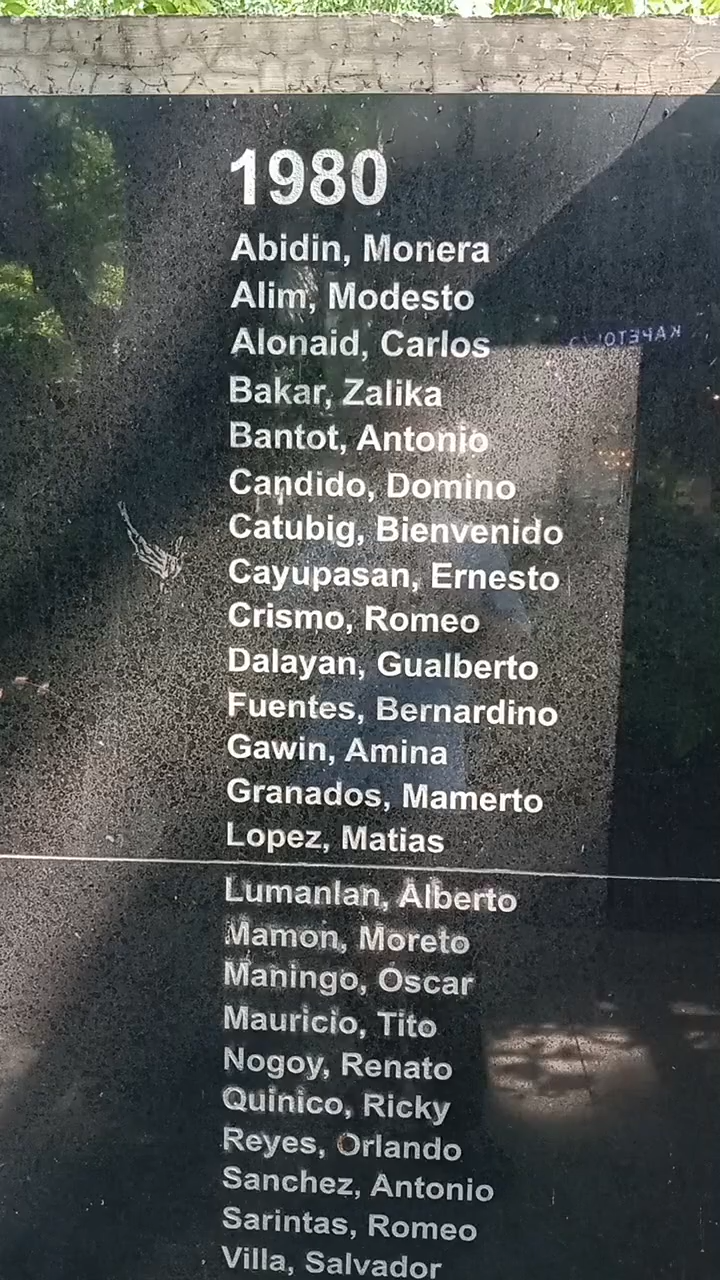 1980
Abidin, Monera
Alim, Modesto
Alonaid, Carlos
Bakar, Zalika
Bantot, Antonio
Candido, Domino
Catubig, Bienvenido
Cayupasan, Ernesto
Crismo, Romeo
Dalayan, Gualberto
Fuentes, Bernardino
Gawin, Amina
Granados, Mamerto
Lopez, Matias
Lumanlan, Alberto
Mamon, Moreto
Maningo, Oscar
Mauricio, Tito
Nogoy, Renato
Quinico, Ricky
Reyes, Orlando
Sanchez, Antonio
Sarintas, Romeo
Villa, Salvador